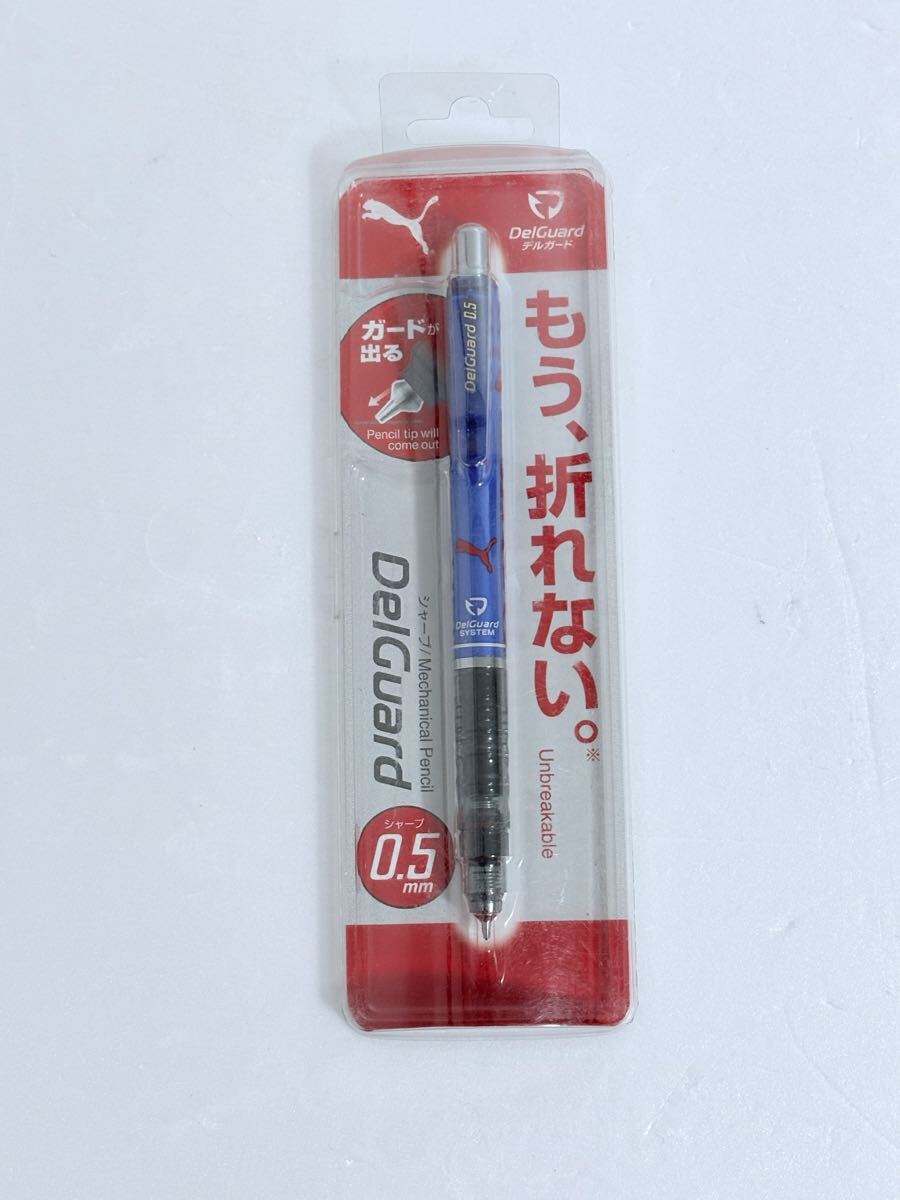 DelGuard
デルガード
ガードが
出る
Pencil tip will
come out
もう、折れない。※
Unbreakable
DelGuard 0.5
DelGuard
SYSTEM
シャープ/Mechanical Pencil
DelGuard
シャープ
0.5
mm